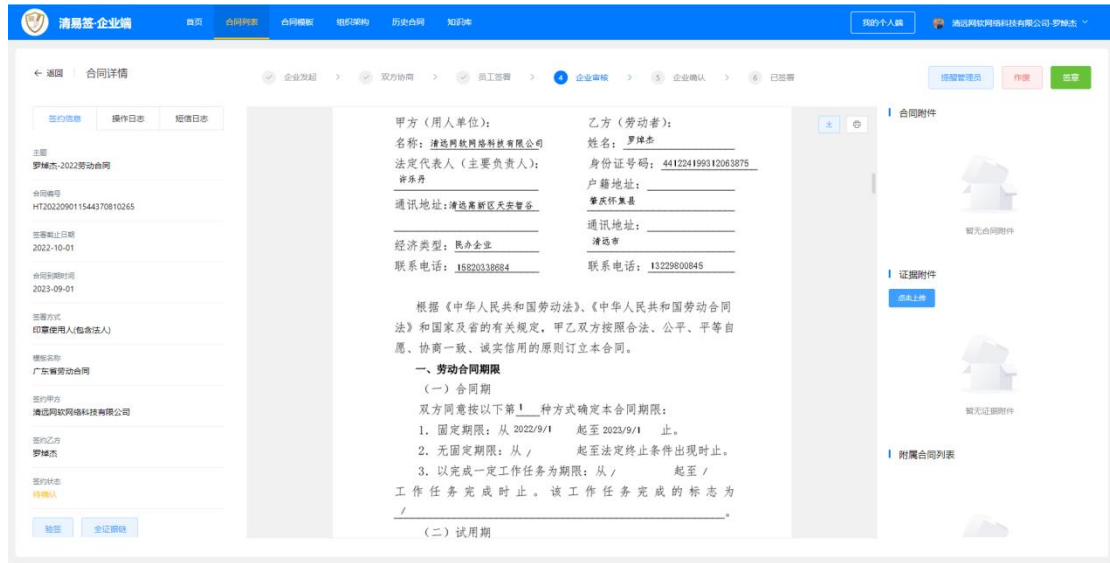 清易签·企业端 首页 合同列表 合同模板 组织架构 历史合同 知识库 我的个人端 清远网软网络科技有限公司-罗焯杰
← 返回 合同详情 企业发起 > 双方协商 > 员工签署 > 4 企业审核 > 5 企业确认 > 6 已签署 提醒管理员 作废 签章
签约信息 操作日志 短信日志
主题
罗焯杰-2022劳动合同
合同编号
HT202209011544370810265
签署截止日期
2022-10-01
合同到期时间
2023-09-01
签署方式
印章使用人(包含法人)
模板名称
广东省劳动合同
签约甲方
清远网软网络科技有限公司
签约乙方
罗焯杰
签约状态
待确认
验签 全证据链
甲方（用人单位）： 乙方（劳动者）：
名称：清远网软网络科技有限公司 姓名：罗焯杰
法定代表人（主要负责人）： 身份证号码：441224199312063875
许乐丹 户籍地址：
通讯地址：清远高新区天安智谷 肇庆怀集县
通讯地址：
经济类型：民办企业 清远市
联系电话：15820338684 联系电话：13229800845
根据《中华人民共和国劳动法》、《中华人民共和国劳动合同
法》和国家及省的有关规定，甲乙双方按照合法、公平、平等自
愿、协商一致、诚实信用的原则订立本合同。
一、劳动合同期限
（一）合同期
双方同意按以下第 1 种方式确定本合同期限：
1. 固定期限：从 2022/9/1 起至 2023/9/1 止。
2. 无固定期限：从 / 起至法定终止条件出现时止。
3. 以完成一定工作任务为期限：从 / 起至 /
工作任务完成时止。该工作任务完成的标志为
/ 。
（二）试用期
合同附件
暂无合同附件
证据附件
点击上传
暂无证据附件
附属合同列表